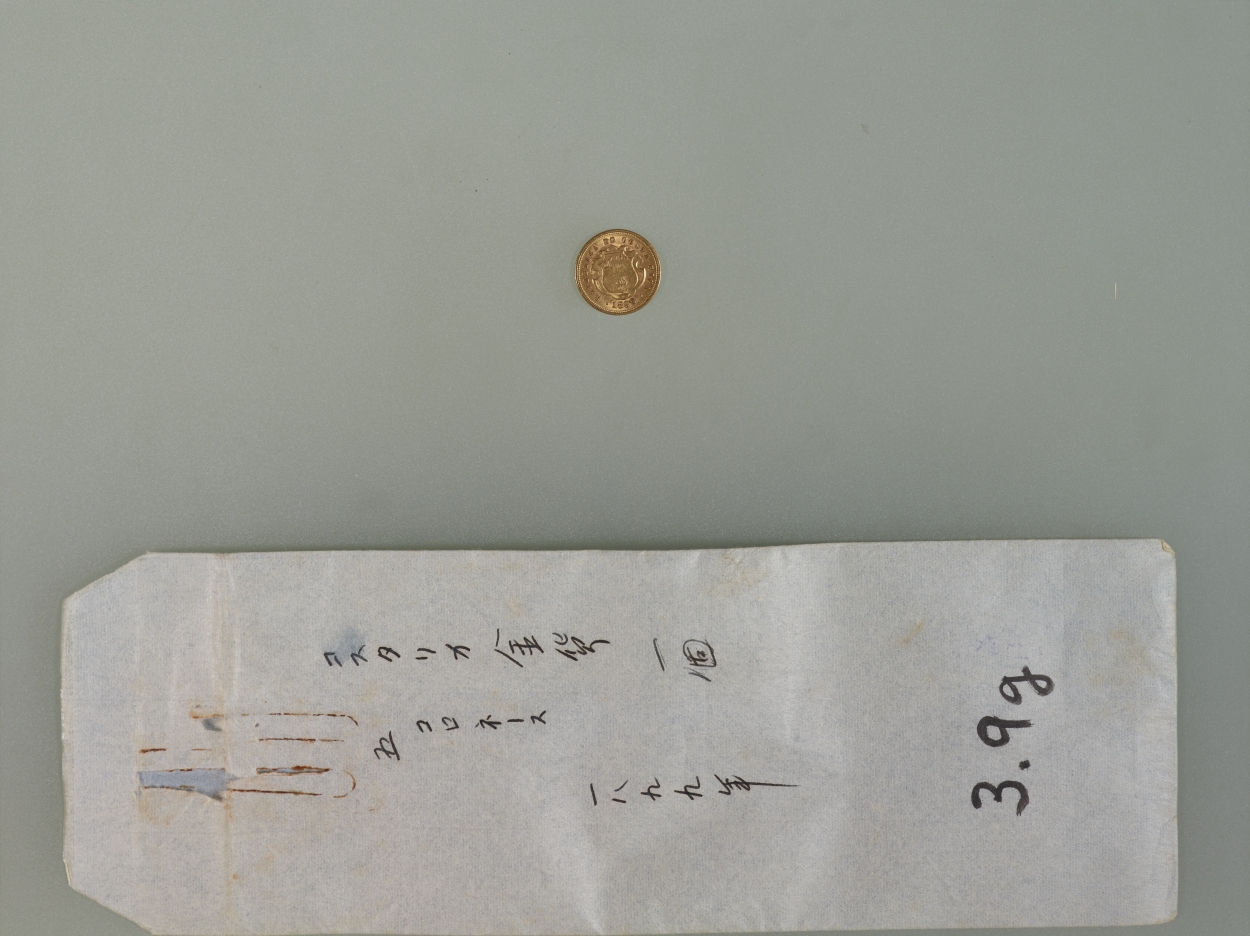 コスタリカ金貨 一個
五コロネース
一八九九年
3.9g